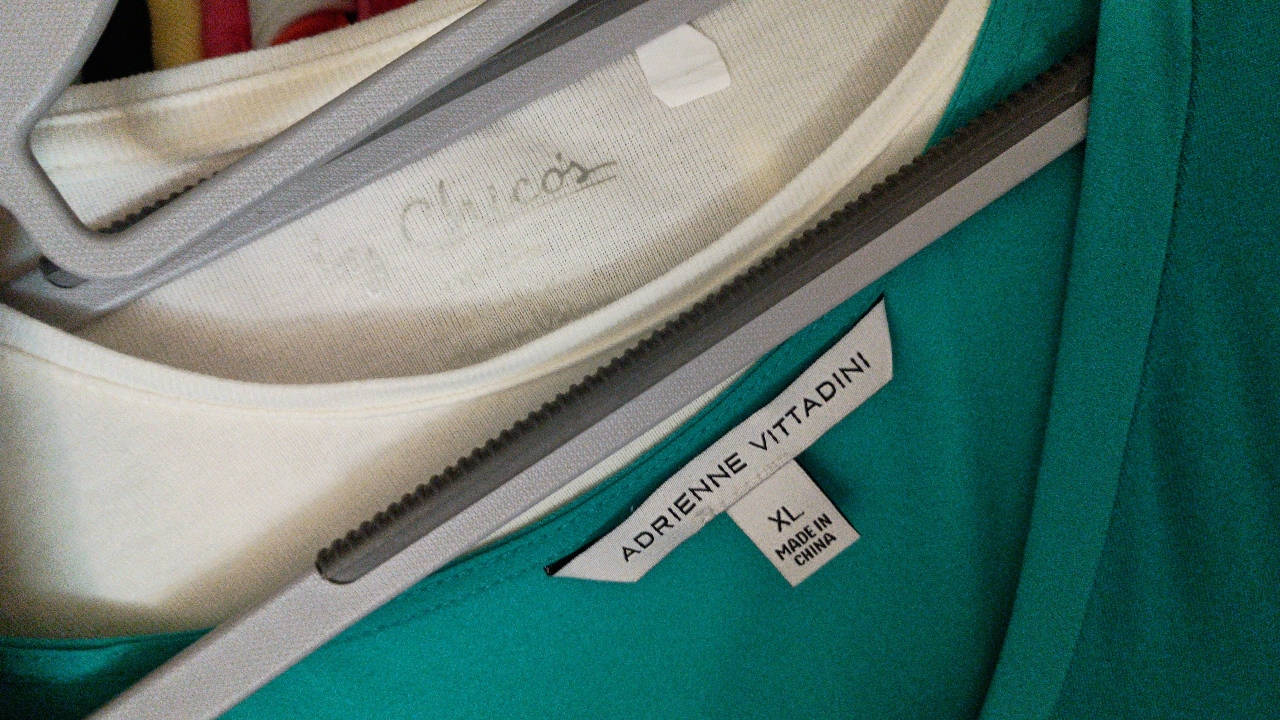 Chico's
ADRIENNE VITTADINI
XL
MADE IN
CHINA